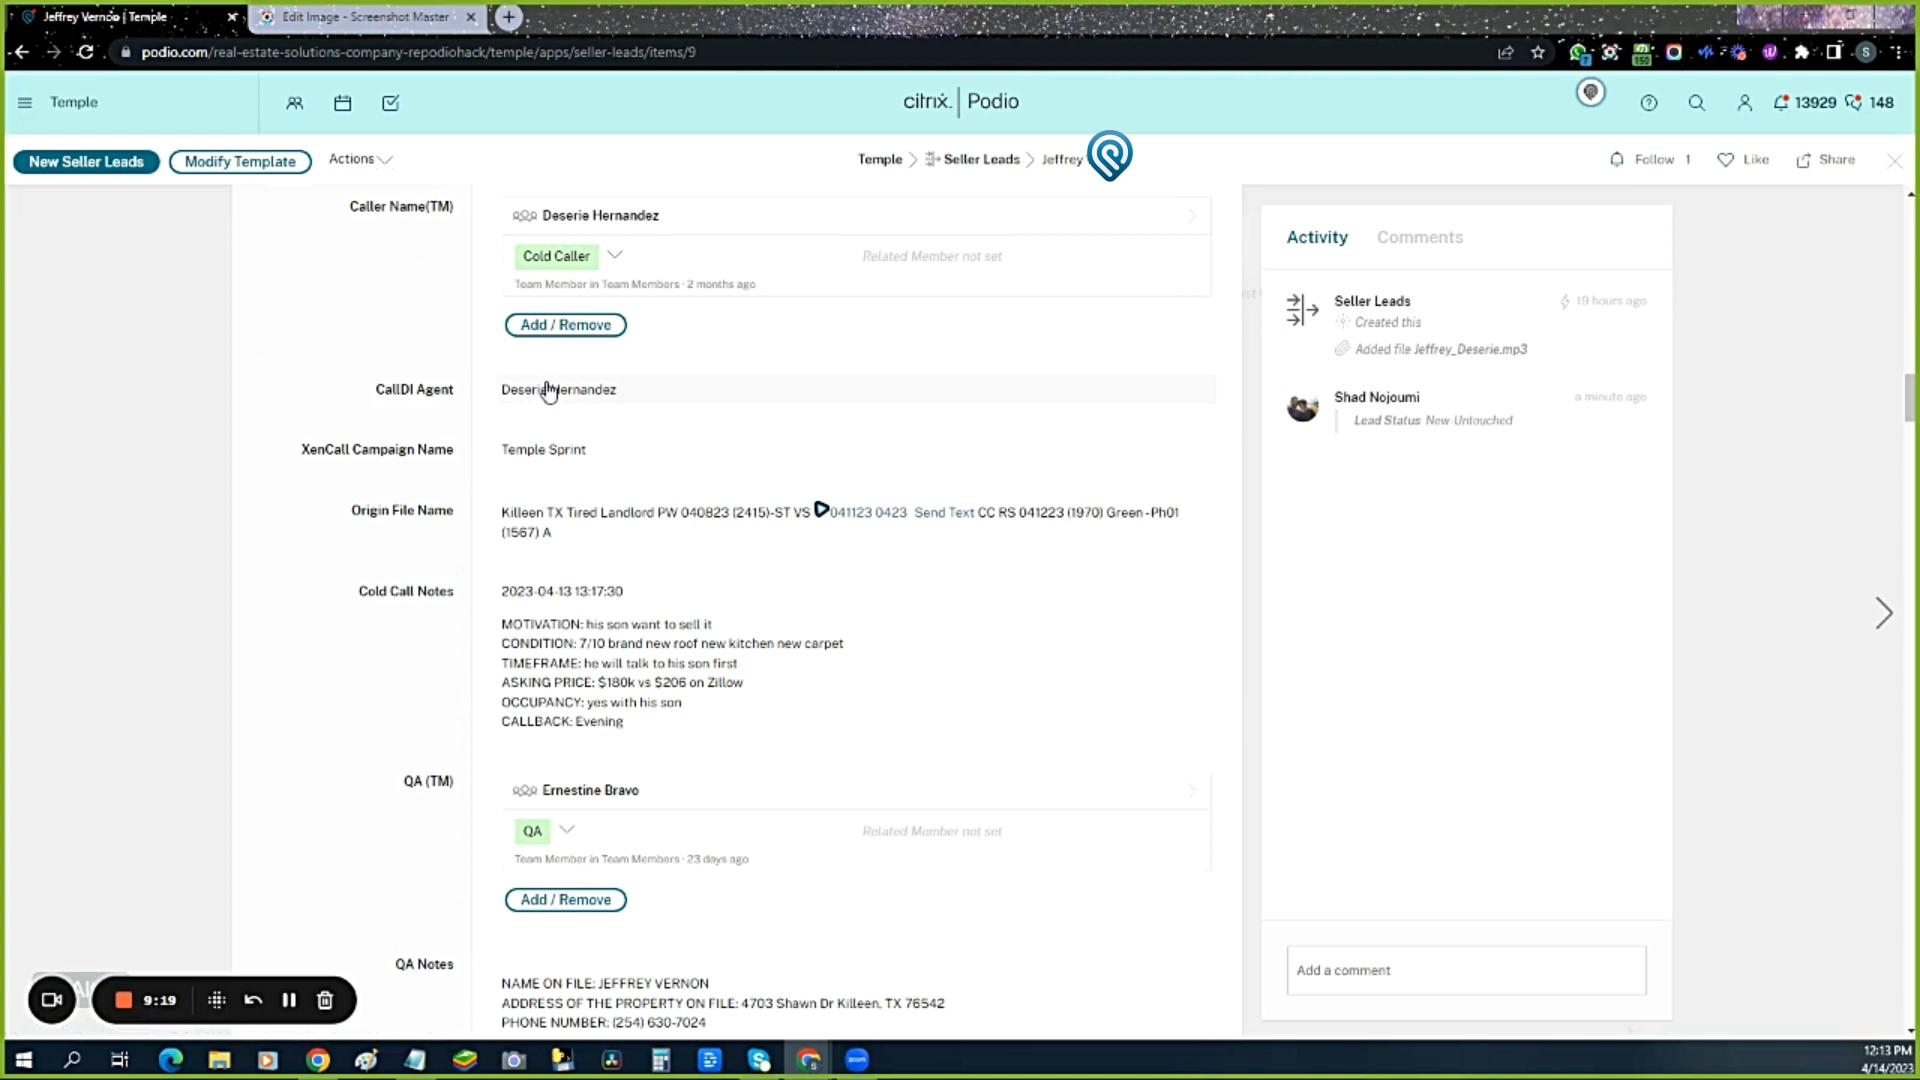 Jeffrey Vernon | Temple
Edit Image - Screenshot Master
podio.com/real-estate-solutions-company-repodiohack/temple/apps/seller-leads/items/9
Temple
citrix. | Podio
13929
148
New Seller Leads
Modify Template
Actions
Temple
Seller Leads
Jeffrey
Follow 1
Like
Share
Caller Name(TM)
Deserie Hernandez
Cold Caller
Related Member not set
Team Member in Team Members · 2 months ago
Add / Remove
CallDI Agent
Deserie Hernandez
XenCall Campaign Name
Temple Sprint
Origin File Name
Killeen TX Tired Landlord PW 040823 (2415)-ST VS 041123 0423 Send Text CC RS 041223 (1970) Green -Ph01
(1567) A
Cold Call Notes
2023-04-13 13:17:30
MOTIVATION: his son want to sell it
CONDITION: 7/10 brand new roof new kitchen new carpet
TIMEFRAME: he will talk to his son first
ASKING PRICE: $180k vs $206 on Zillow
OCCUPANCY: yes with his son
CALLBACK: Evening
QA (TM)
Ernestine Bravo
QA
Related Member not set
Team Member in Team Members · 23 days ago
Add / Remove
QA Notes
NAME ON FILE: JEFFREY VERNON
ADDRESS OF THE PROPERTY ON FILE: 4703 Shawn Dr Killeen, TX 76542
PHONE NUMBER: (254) 630-7024
Activity
Comments
Seller Leads
19 hours ago
Created this
Added file Jeffrey_Deserie.mp3
Shad Nojoumi
a minute ago
Lead Status New-Untouched
Add a comment
9:19
zoom
12:13 PM
4/14/2023